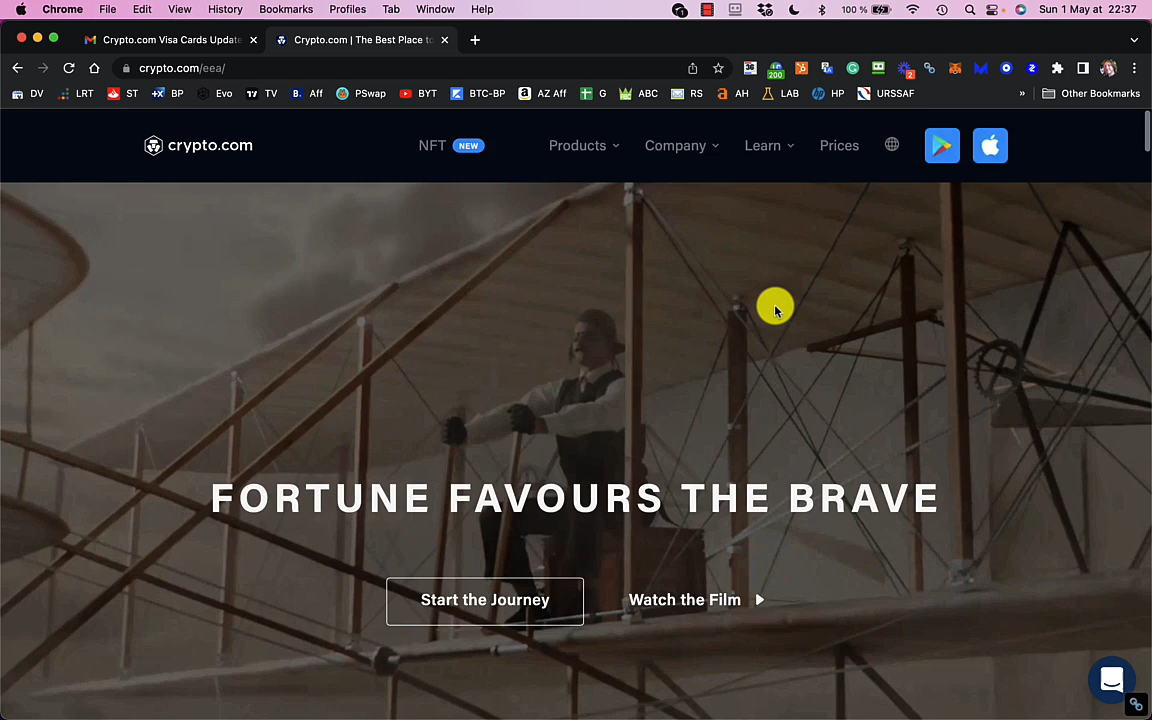 Chrome File Edit View History Bookmarks Profiles Tab Window Help 100 % Sun 1 May at 22:37
Crypto.com Visa Cards Update Crypto.com | The Best Place to
crypto.com/eea/ 200 2
DV LRT ST BP Evo TV B. Aff PSwap BYT BTC-BP AZ Aff G ABC RS AH LAB HP URSSAF » Other Bookmarks
crypto.com NFT NEW Products Company Learn Prices
FORTUNE FAVOURS THE BRAVE
Start the Journey Watch the Film